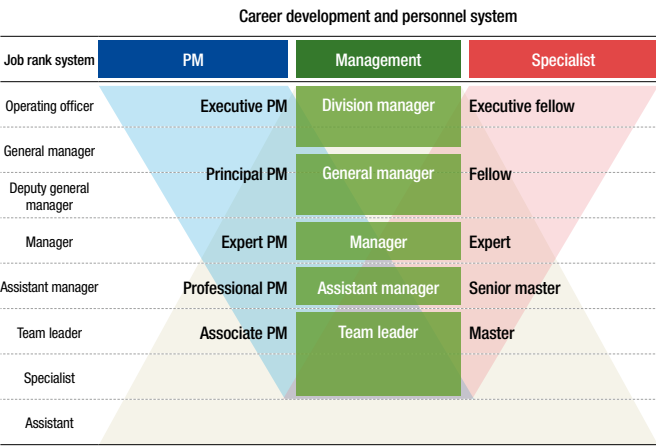 Career development and personnel system
Job rank system PM Management Specialist
Operating officer Executive PM Division manager Executive fellow
General manager
Principal PM General manager Fellow
Deputy general
manager
Manager Expert PM Manager Expert
Assistant manager Professional PM Assistant manager Senior master
Team leader Associate PM Team leader Master
Specialist
Assistant